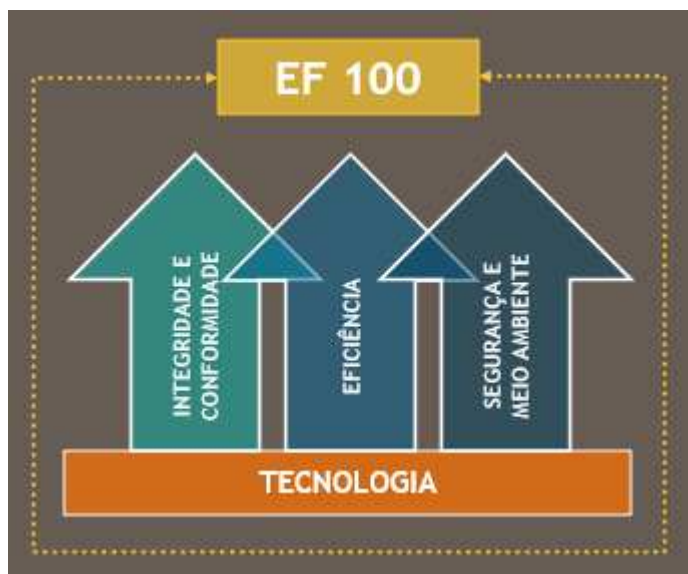 EF 100
INTEGRIDADE E
CONFORMIDADE
EFICIÊNCIA
SEGURANÇA E
MEIO AMBIENTE
TECNOLOGIA